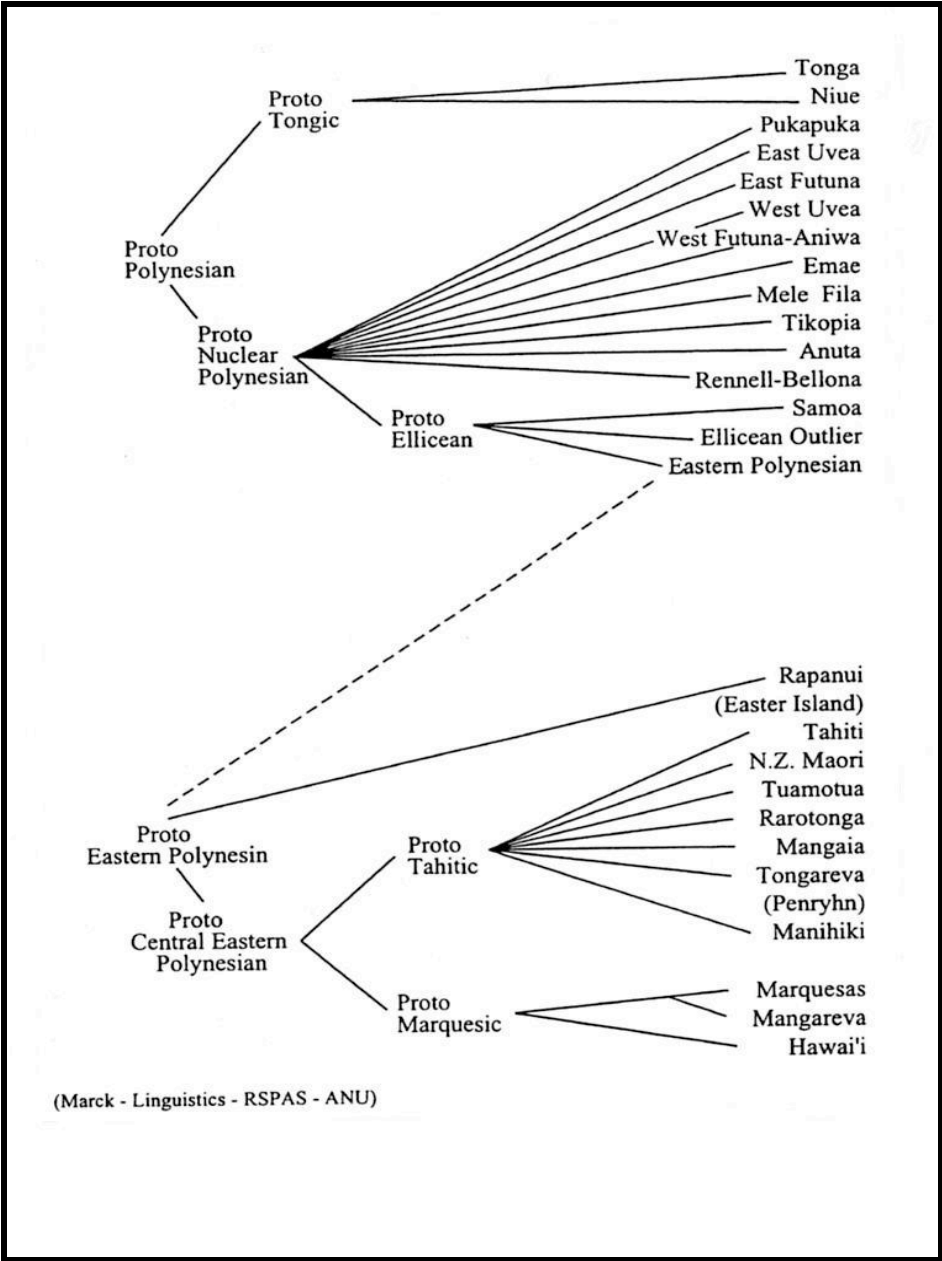 Tonga
Proto
Tongic
Niue
Pukapuka
East Uvea
East Futuna
West Uvea
West Futuna-Aniwa
Proto
Polynesian
Emae
Mele Fila
Tikopia
Proto
Nuclear
Polynesian
Anuta
Rennell-Bellona
Samoa
Proto
Ellicean
Ellicean Outlier
Eastern Polynesian
Rapanui
(Easter Island)
Tahiti
N.Z. Maori
Tuamotua
Rarotonga
Proto
Eastern Polynesin
Proto
Tahitic
Mangaia
Tongareva
(Penryhn)
Manihiki
Proto
Central Eastern
Polynesian
Marquesas
Proto
Marquesic
Mangareva
Hawai'i
(Marck - Linguistics - RSPAS - ANU)